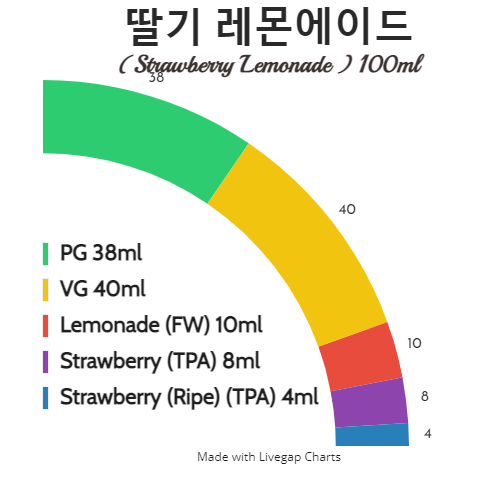 딸기 레몬에이드
( Strawberry Lemonade ) 100ml
38
40
PG 38ml
VG 40ml
Lemonade (FW) 10ml
10
Strawberry (TPA) 8ml
8
Strawberry (Ripe) (TPA) 4ml
4
Made with Livegap Charts